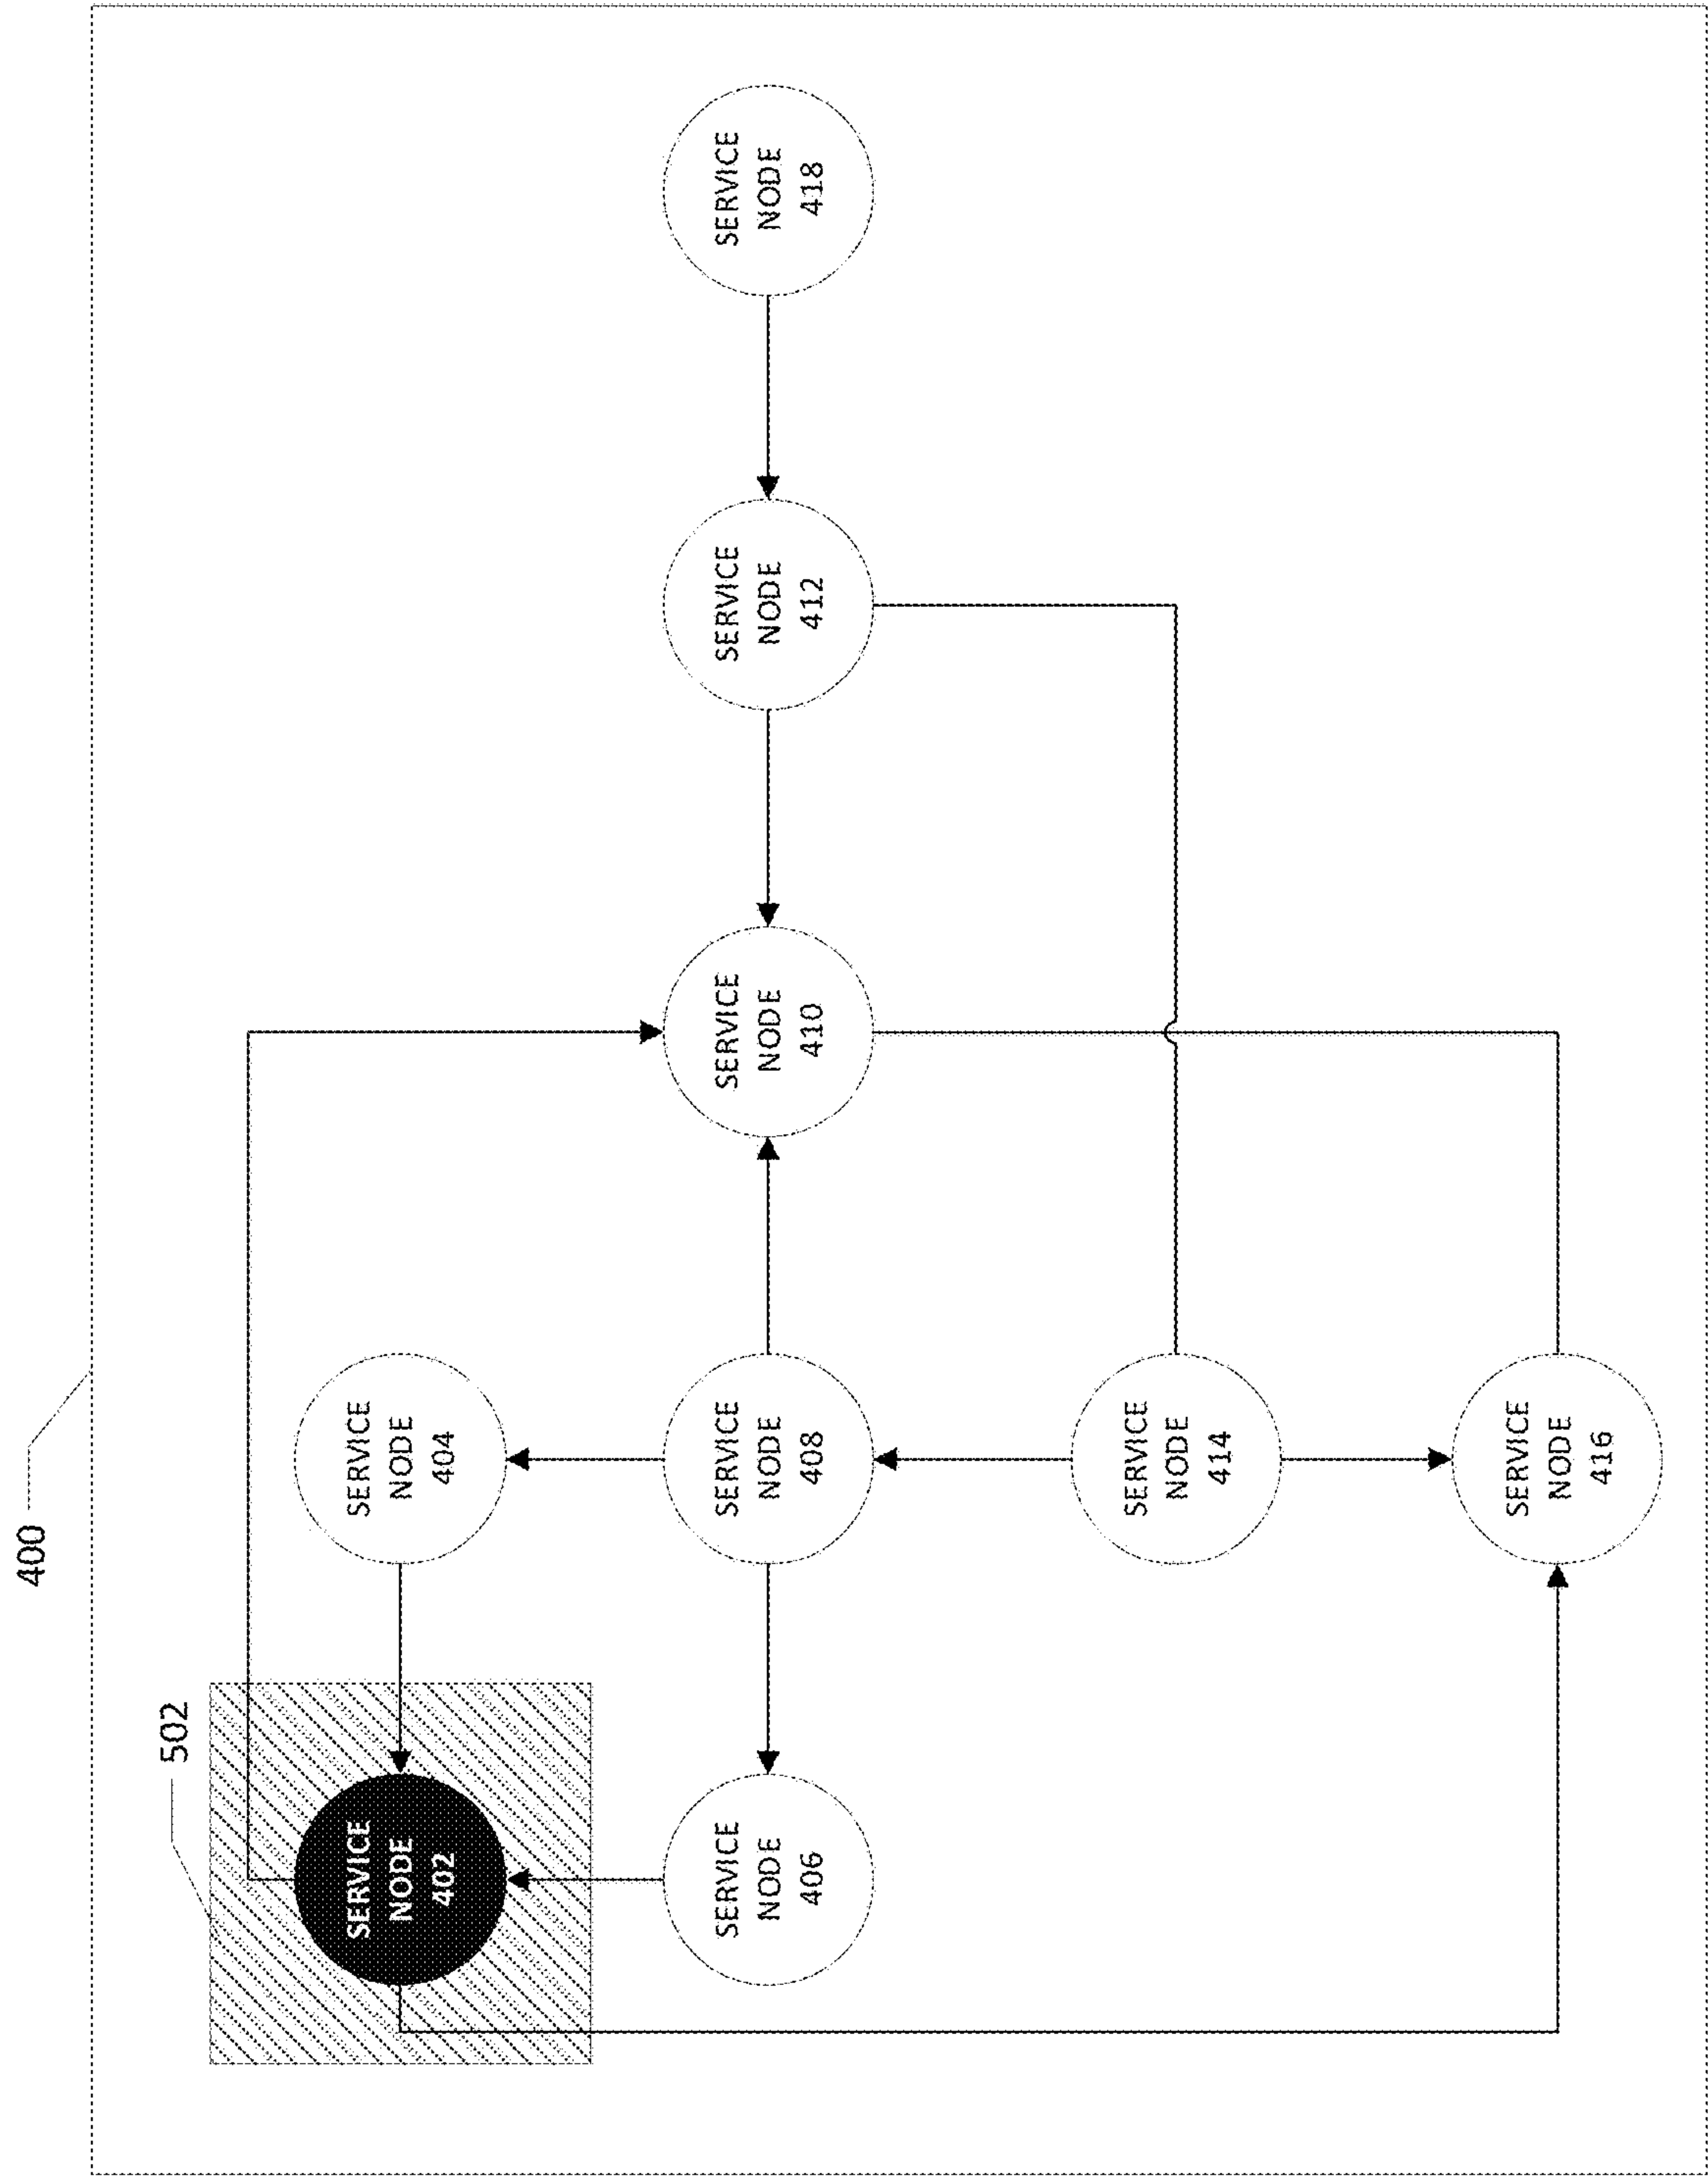 400
502
SERVICE
NODE
402
SERVICE
NODE
404
SERVICE
NODE
406
SERVICE
NODE
408
SERVICE
NODE
410
SERVICE
NODE
412
SERVICE
NODE
418
SERVICE
NODE
414
SERVICE
NODE
416